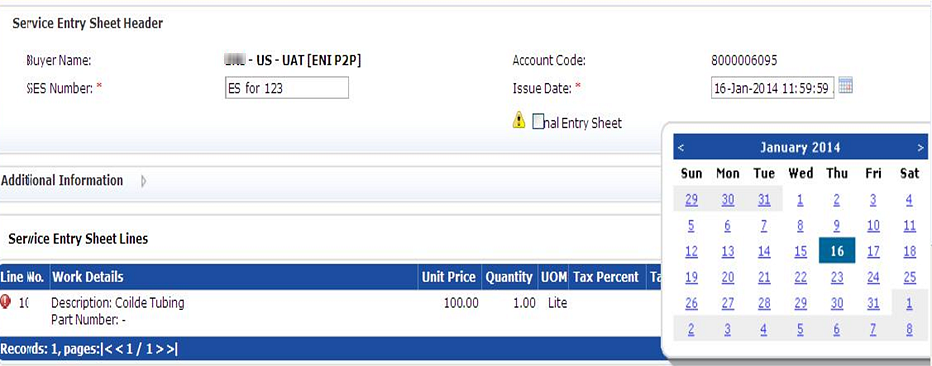 Service Entry Sheet Header
Buyer Name: - US - UAT [ENI P2P] Account Code: 8000006095
SES Number: * ES for 123 Issue Date: * 16-Jan-2014 11:59:59
nal Entry Sheet
Additional Information
Service Entry Sheet Lines
Line No. Work Details Unit Price Quantity UOM Tax Percent Ta
10 Description: Coilde Tubing 100.00 1.00 Lite
Part Number: -
Records: 1, pages:|< < 1 / 1 > >|
< January 2014 >
Sun Mon Tue Wed Thu Fri Sat
29 30 31 1 2 3 4
5 6 7 8 9 10 11
12 13 14 15 16 17 18
19 20 21 22 23 24 25
26 27 28 29 30 31 1
2 3 4 5 6 7 8